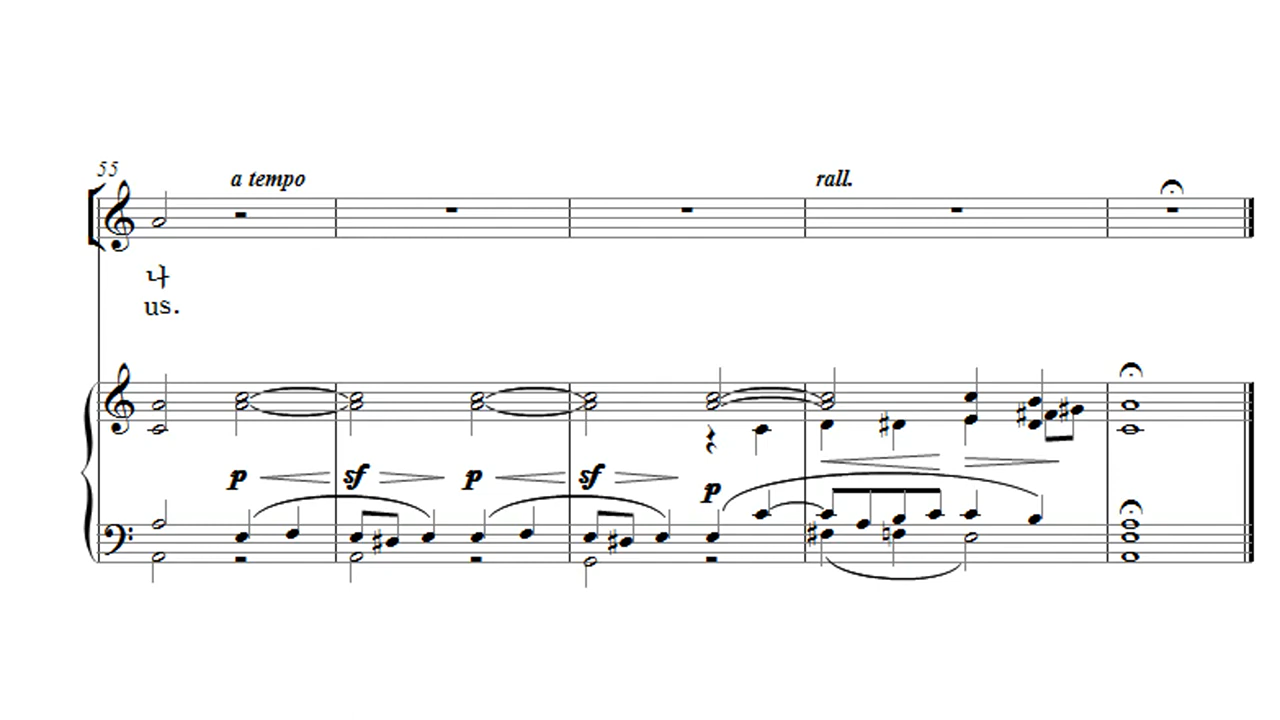 55
a tempo
rall.
나
us.
p sf p sf
p